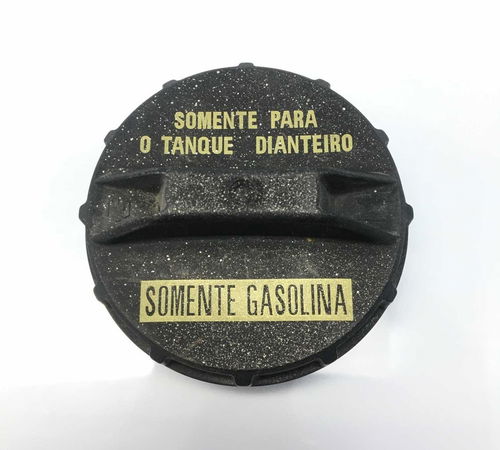 SOMENTE PARA
O TANQUE DIANTEIRO
SOMENTE GASOLINA